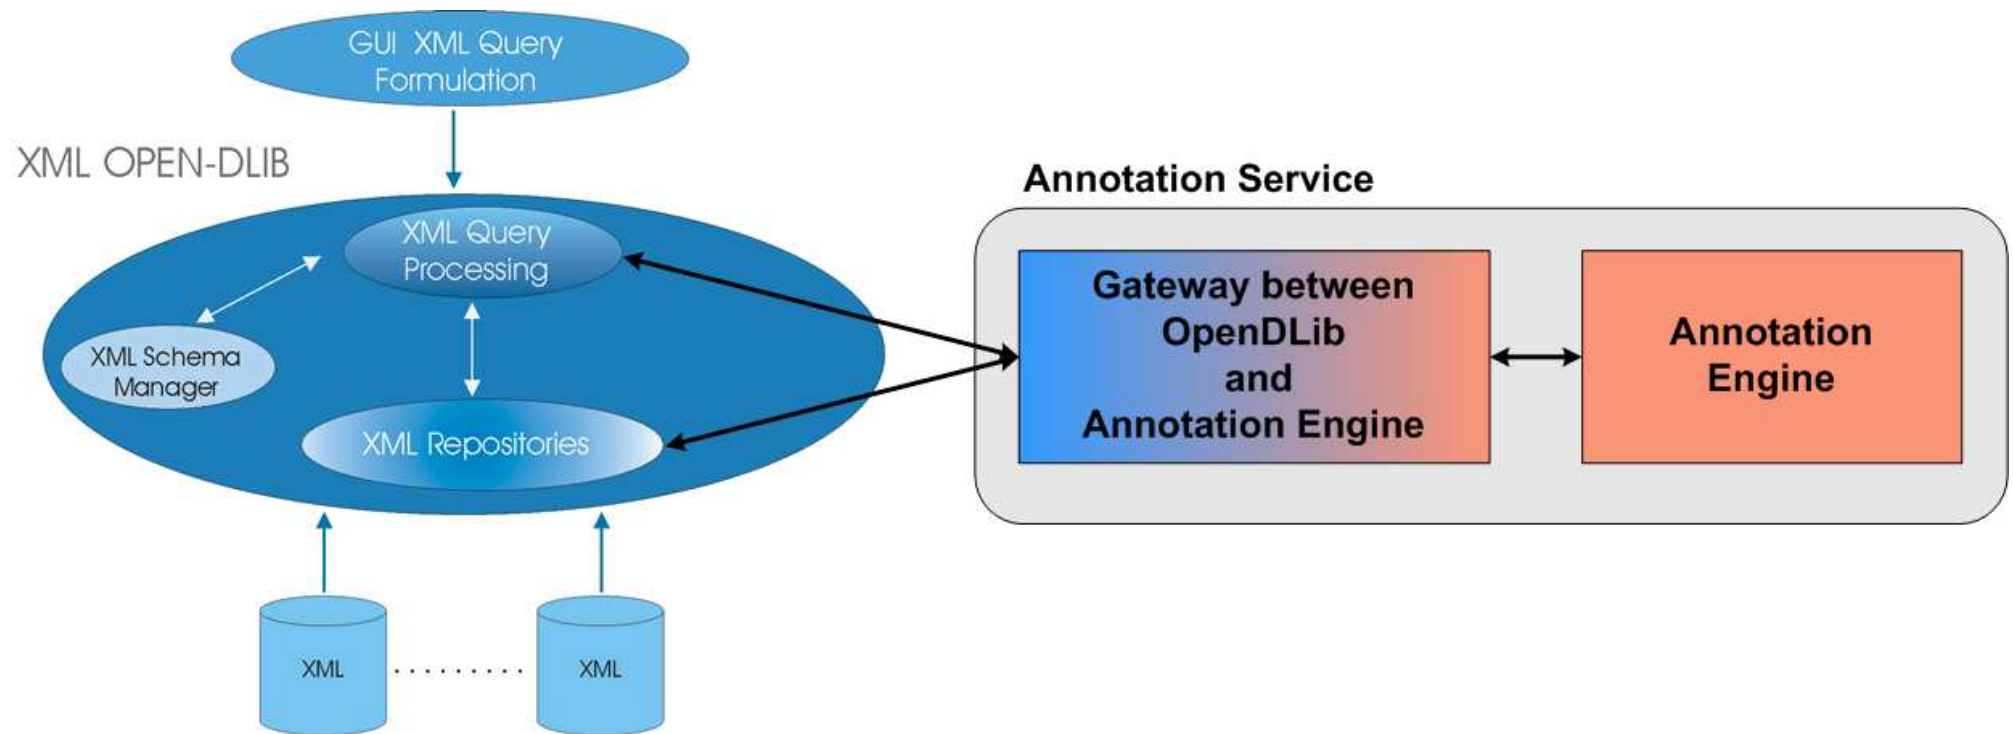 GUI XML Query
Formulation
XML OPEN-DLIB
XML Query
Processing
XML Schema
Manager
XML Repositories
XML
XML
Annotation Service
Gateway between
OpenDLib
and
Annotation Engine
Annotation
Engine